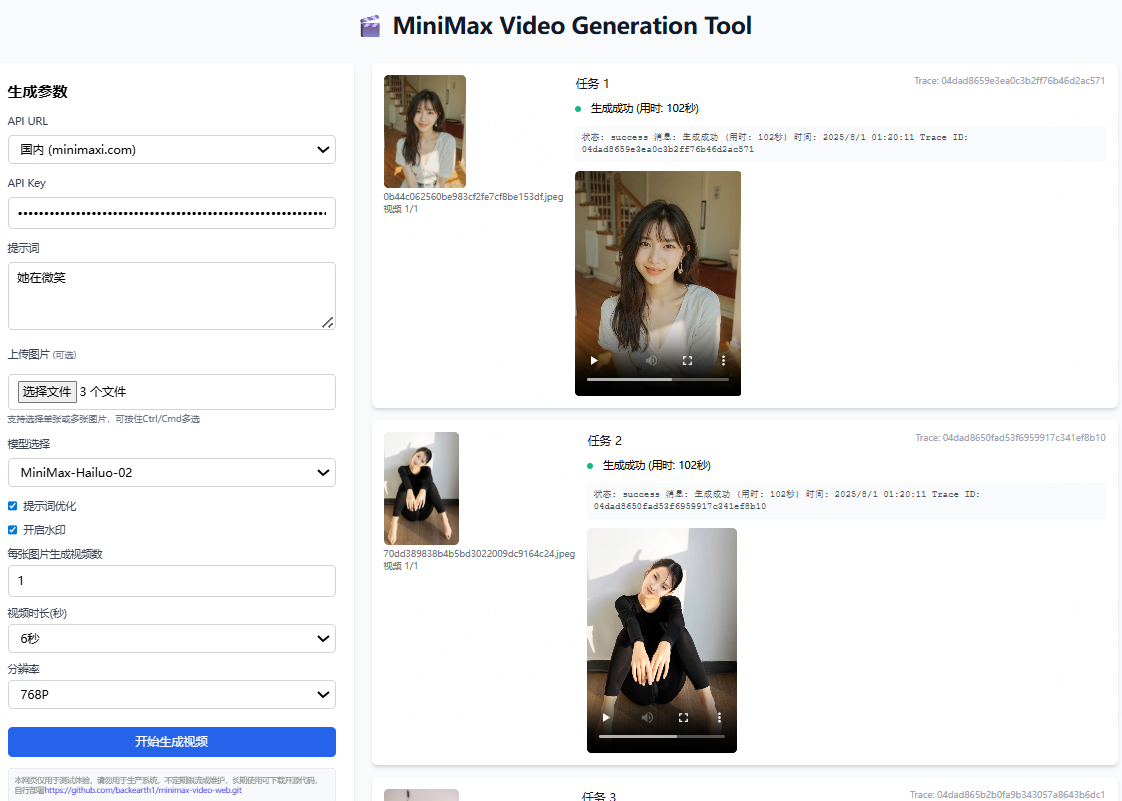 🎬 MiniMax Video Generation Tool
生成参数
API URL
国内 (minimaxi.com)
API Key
••••••••••••••••••••••••••••••••••••••••••••••••••••
提示词
她在微笑
上传图片 (可选)
选择文件 3 个文件
支持选择单张或多张图片，可按住Ctrl/Cmd多选
模型选择
MiniMax-Hailuo-02
提示词优化
开启水印
每张图片生成视频数
1
视频时长(秒)
6秒
分辨率
768P
开始生成视频
本网页仅用于测试体验，请勿用于生产系统，不定期限流或维护，长期使用可下载开源代码，
自行部署https://github.com/backearth1/minimax-video-web.git
0b44c062560be983cf2fe7cf8be153df.jpeg
视频 1/1
任务 1
Trace: 04dad8659e3ea0c3b2ff76b46d2ac571
生成成功 (用时: 102秒)
状态: success 消息: 生成成功 (用时: 102秒) 时间: 2025/8/1 01:20:11 Trace ID:
04dad8659e3ea0c3b2ff76b46d2ac571
70dd389838b4b5bd3022009dc9164c24.jpeg
视频 1/1
任务 2
Trace: 04dad8650fad53f6959917c341ef8b10
生成成功 (用时: 102秒)
状态: success 消息: 生成成功 (用时: 102秒) 时间: 2025/8/1 01:20:11 Trace ID:
04dad8650fad53f6959917c341ef8b10
任务 3
Trace: 04dad865b2b0fa9b343057a8643b6dc1